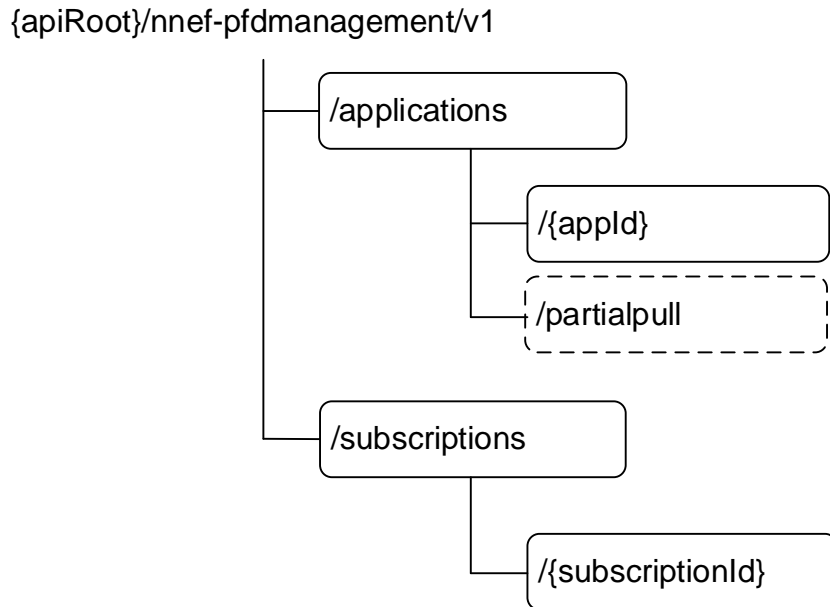 {apiRoot}/nnef-pfdmanagement/v1
/applications
/{appId}
/partialpull
/subscriptions
/{subscriptionId}